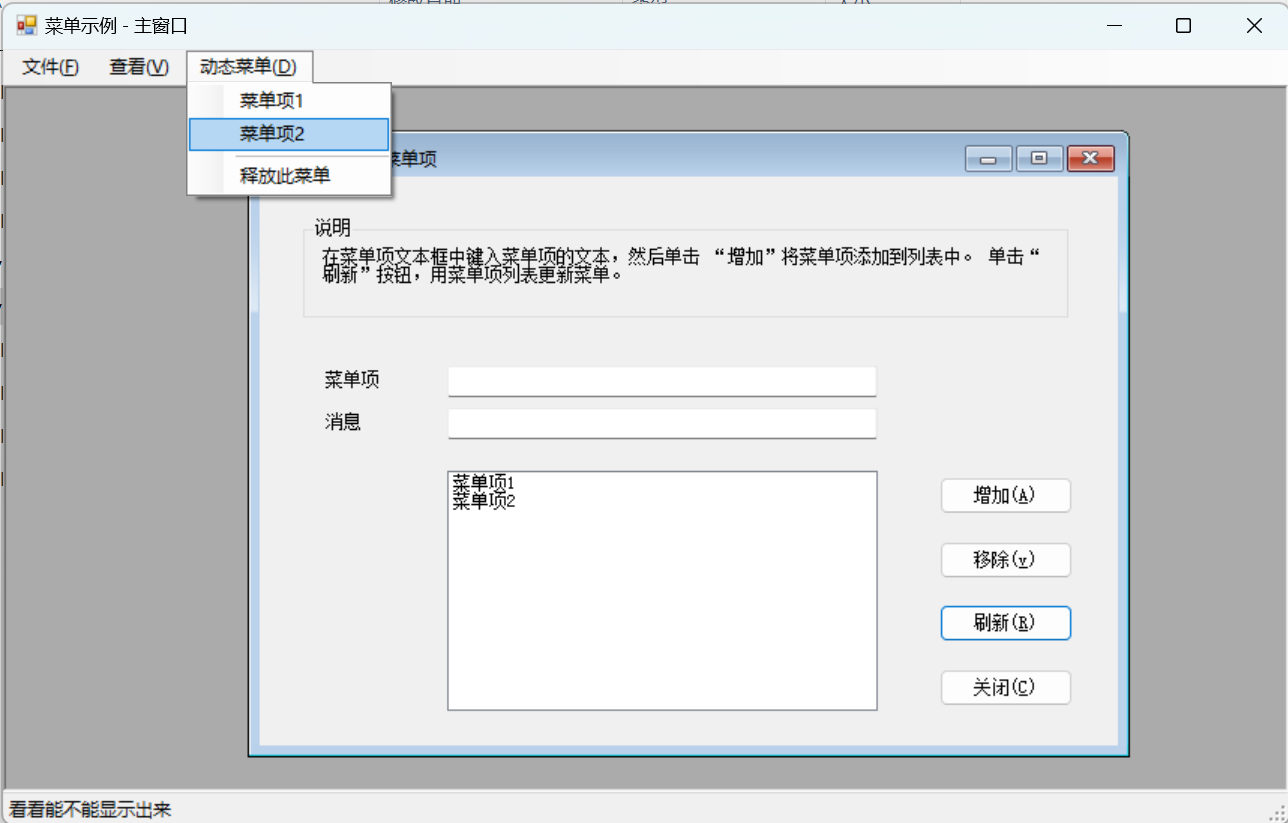 菜单示例 - 主窗口
文件(F) 查看(V) 动态菜单(D)
菜单项1
菜单项2
释放此菜单
菜单项
说明
在菜单项文本框中键入菜单项的文本，然后单击 “增加”将菜单项添加到列表中。 单击“
刷新”按钮，用菜单项列表更新菜单。
菜单项
消息
菜单项1
菜单项2
增加(A)
移除(v)
刷新(R)
关闭(C)
看看能不能显示出来